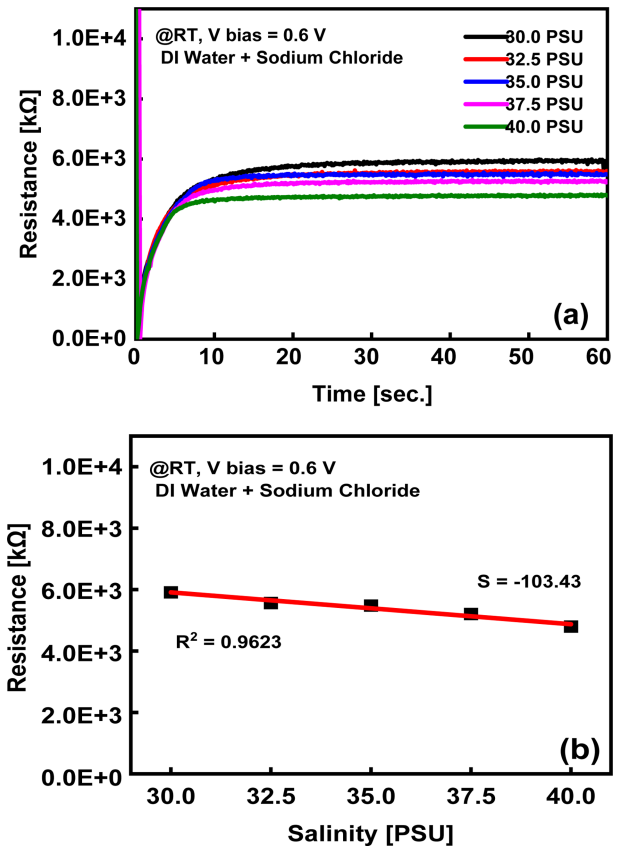 @RT, V bias = 0.6 V
DI Water + Sodium Chloride
30.0 PSU
32.5 PSU
35.0 PSU
37.5 PSU
40.0 PSU
1.0E+4
8.0E+3
6.0E+3
4.0E+3
2.0E+3
0.0E+0
Resistance [kΩ]
0 10 20 30 40 50 60
Time [sec.]
(a)
@RT, V bias = 0.6 V
DI Water + Sodium Chloride
1.0E+4
8.0E+3
6.0E+3
4.0E+3
2.0E+3
0.0E+0
Resistance [kΩ]
S = -103.43
R² = 0.9623
(b)
30.0 32.5 35.0 37.5 40.0
Salinity [PSU]